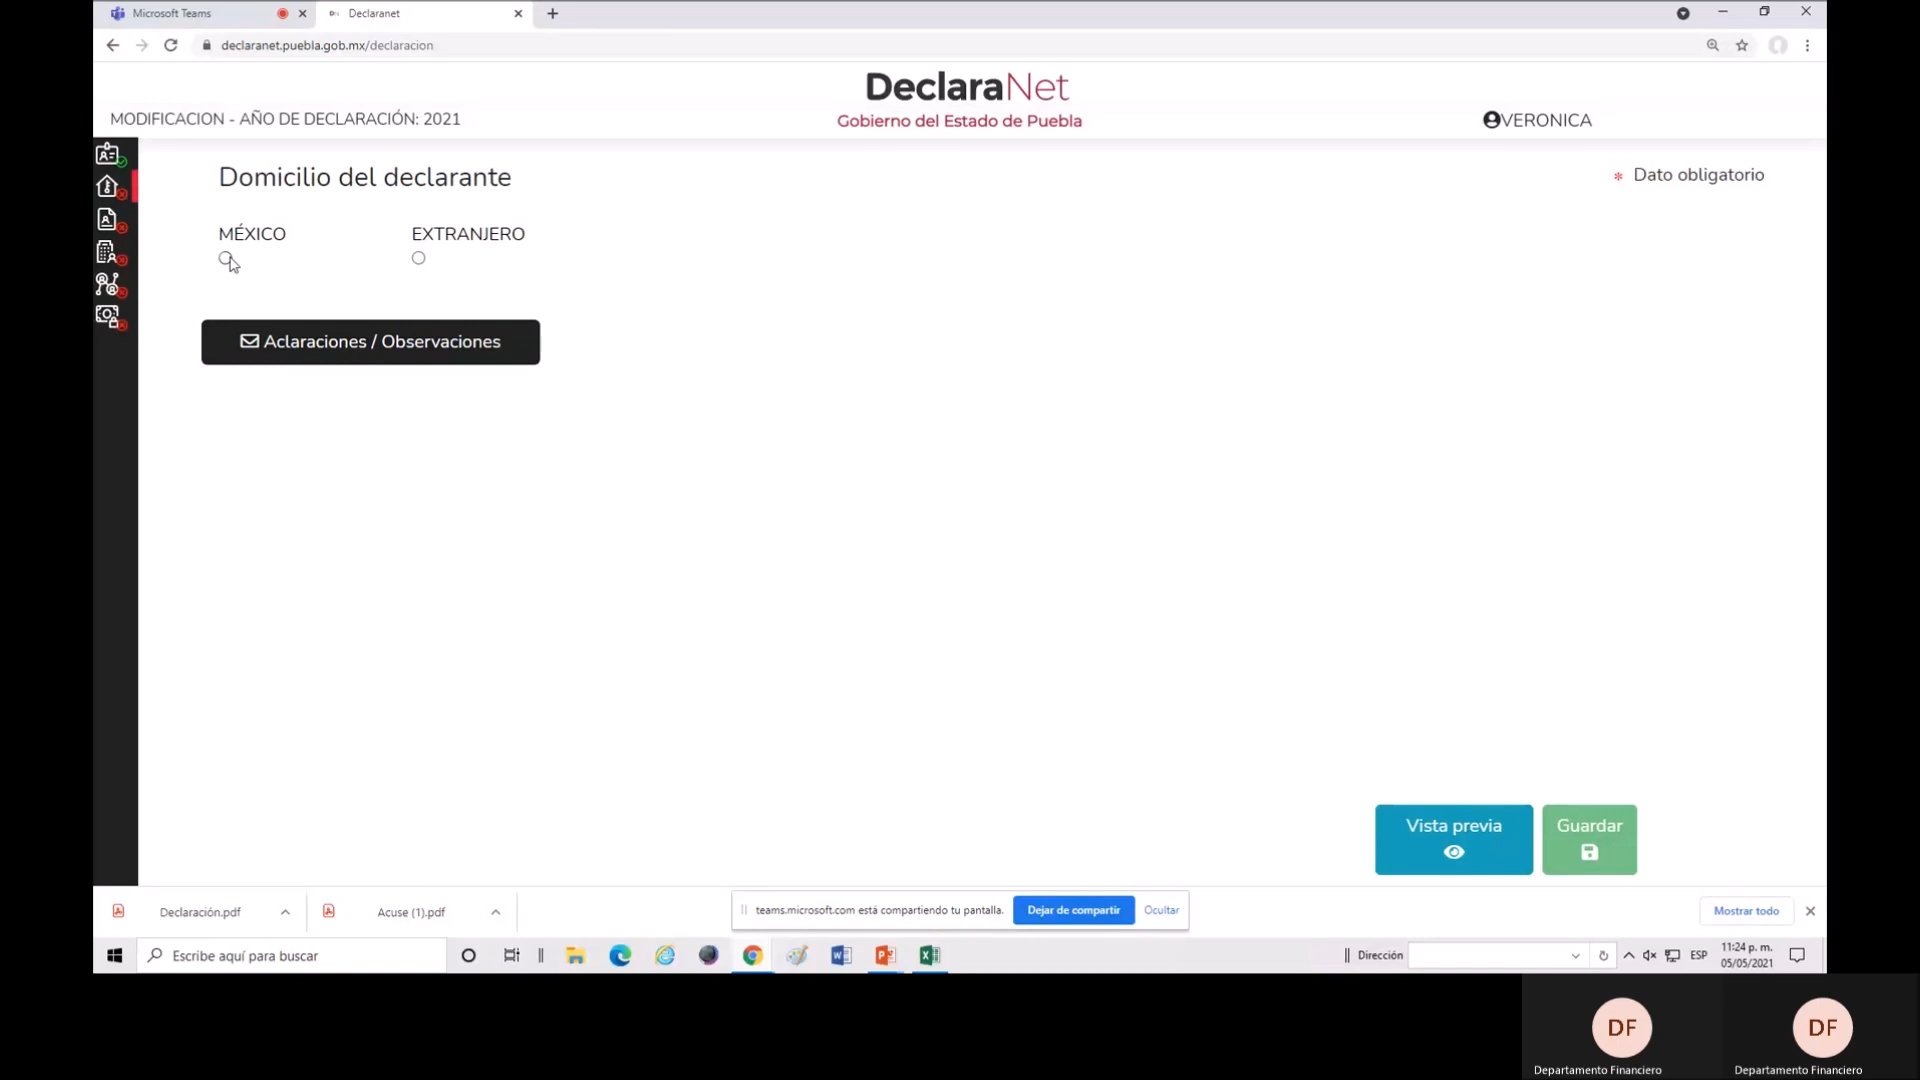 Microsoft Teams
Declaranet
declaranet.puebla.gob.mx/declaracion
DeclaraNet
Gobierno del Estado de Puebla
MODIFICACION - AÑO DE DECLARACIÓN: 2021
VERONICA
Domicilio del declarante
* Dato obligatorio
MÉXICO
EXTRANJERO
Aclaraciones / Observaciones
Vista previa
Guardar
Declaración.pdf
Acuse (1).pdf
teams.microsoft.com está compartiendo tu pantalla.
Dejar de compartir
Ocultar
Mostrar todo
Escribe aquí para buscar
Dirección
ESP
11:24 p. m.
05/05/2021
DF
Departamento Financiero
DF
Departamento Financiero